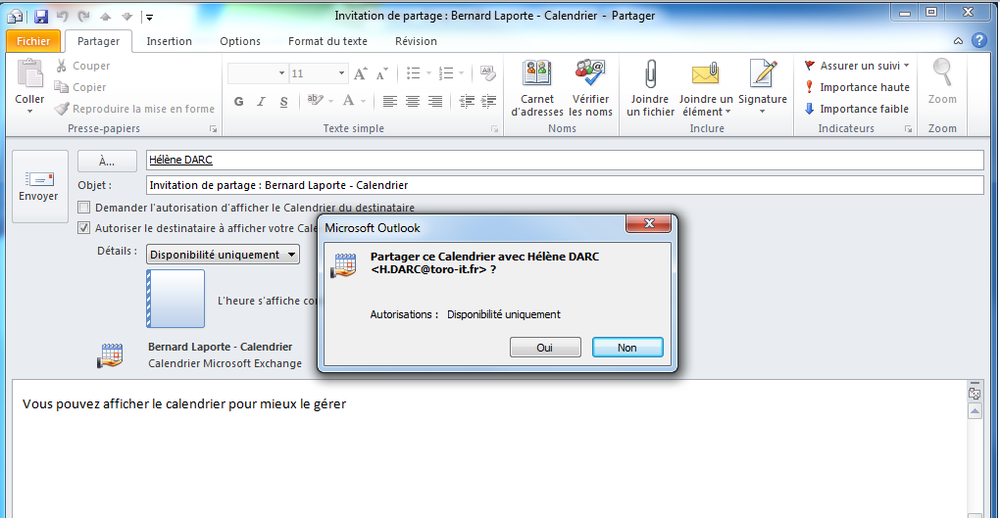 Invitation de partage : Bernard Laporte - Calendrier - Partager
Fichier Partager Insertion Options Format du texte Révision
Coller
Couper
Copier
Reproduire la mise en forme
Presse-papiers
11
G I S
Texte simple
Carnet d'adresses
Vérifier les noms
Noms
Joindre un fichier
Joindre un élément
Signature
Inclure
Assurer un suivi
Importance haute
Importance faible
Indicateurs
Zoom
Zoom
Envoyer
À...
Hélène DARC
Objet :
Invitation de partage : Bernard Laporte - Calendrier
Demander l'autorisation d'afficher le Calendrier du destinataire
Autoriser le destinataire à afficher votre Cale
Détails :
Disponibilité uniquement
L'heure s'affiche co
Bernard Laporte - Calendrier
Calendrier Microsoft Exchange
Microsoft Outlook
Partager ce Calendrier avec Hélène DARC
<H.DARC@toro-it.fr> ?
Autorisations : Disponibilité uniquement
Oui Non
Vous pouvez afficher le calendrier pour mieux le gérer